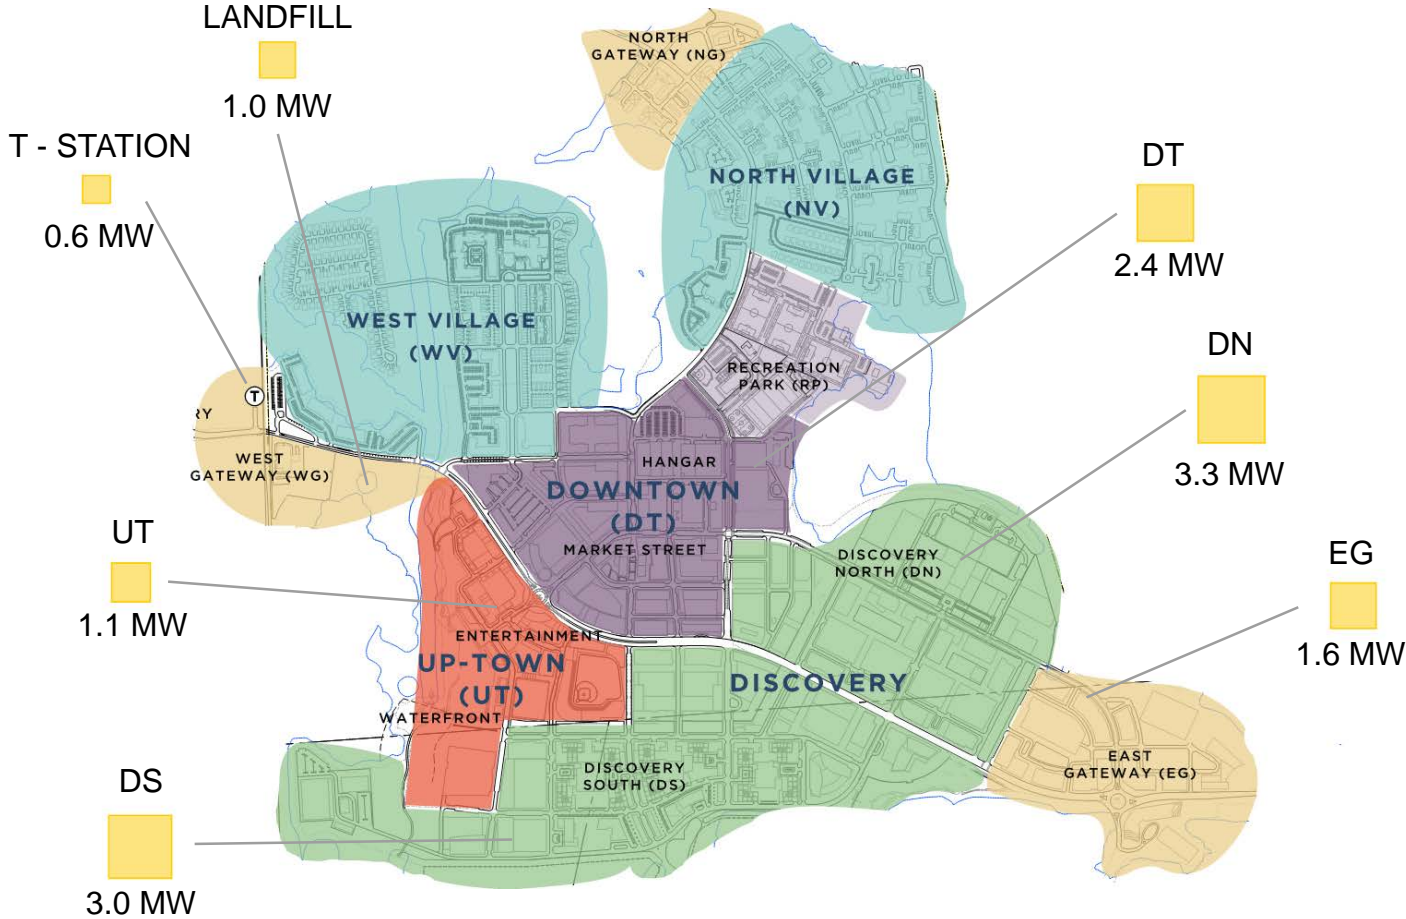 LANDFILL
1.0 MW
T - STATION
0.6 MW
NORTH
GATEWAY (NG)
NORTH VILLAGE
(NV)
DT
2.4 MW
WEST VILLAGE
(WV)
RECREATION
PARK (RP)
DN
3.3 MW
T
RY
WEST
GATEWAY (WG)
HANGAR
DOWNTOWN
(DT)
MARKET STREET
UT
1.1 MW
DISCOVERY
NORTH (DN)
EG
1.6 MW
ENTERTAINMENT
UP-TOWN
(UT)
WATERFRONT
DISCOVERY
DISCOVERY
SOUTH (DS)
EAST
GATEWAY (EG)
DS
3.0 MW